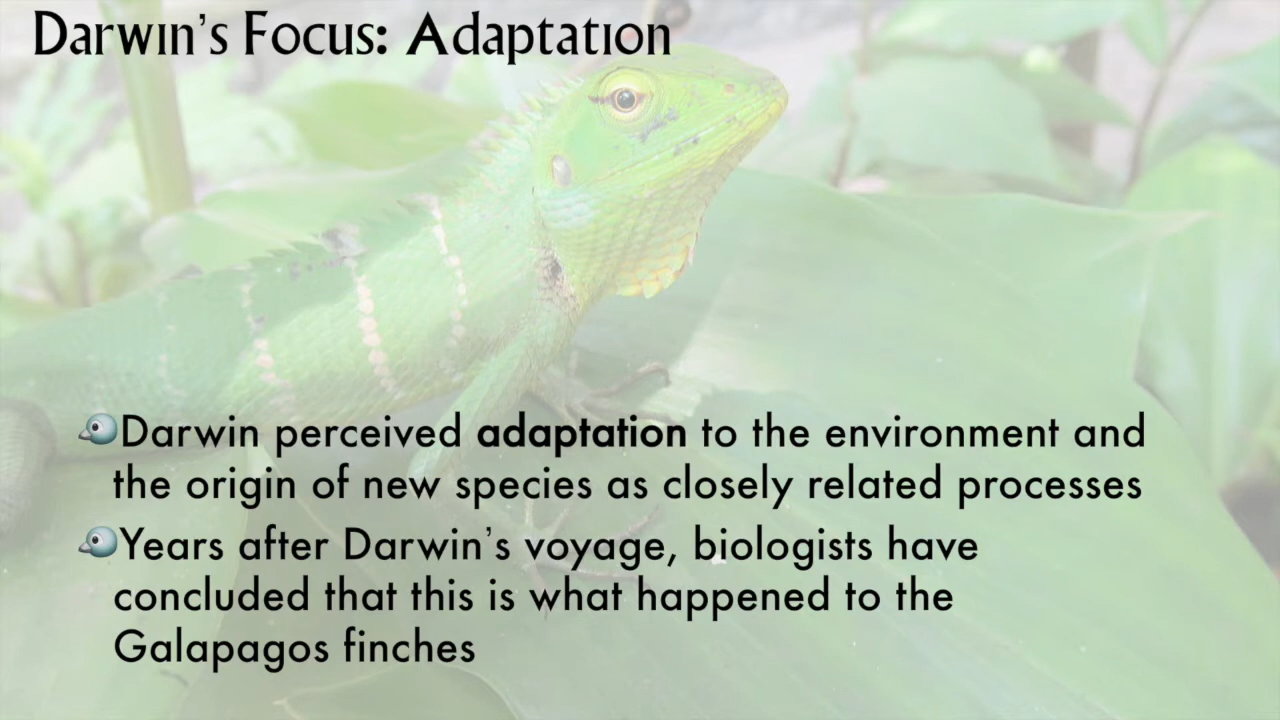 Darwin's Focus: Adaptation
Darwin perceived adaptation to the environment and
the origin of new species as closely related processes
Years after Darwin's voyage, biologists have
concluded that this is what happened to the
Galapagos finches